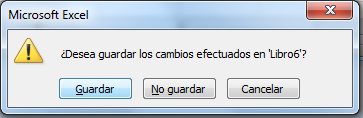 Microsoft Excel
¿Desea guardar los cambios efectuados en 'Libro6'?
Guardar No guardar Cancelar